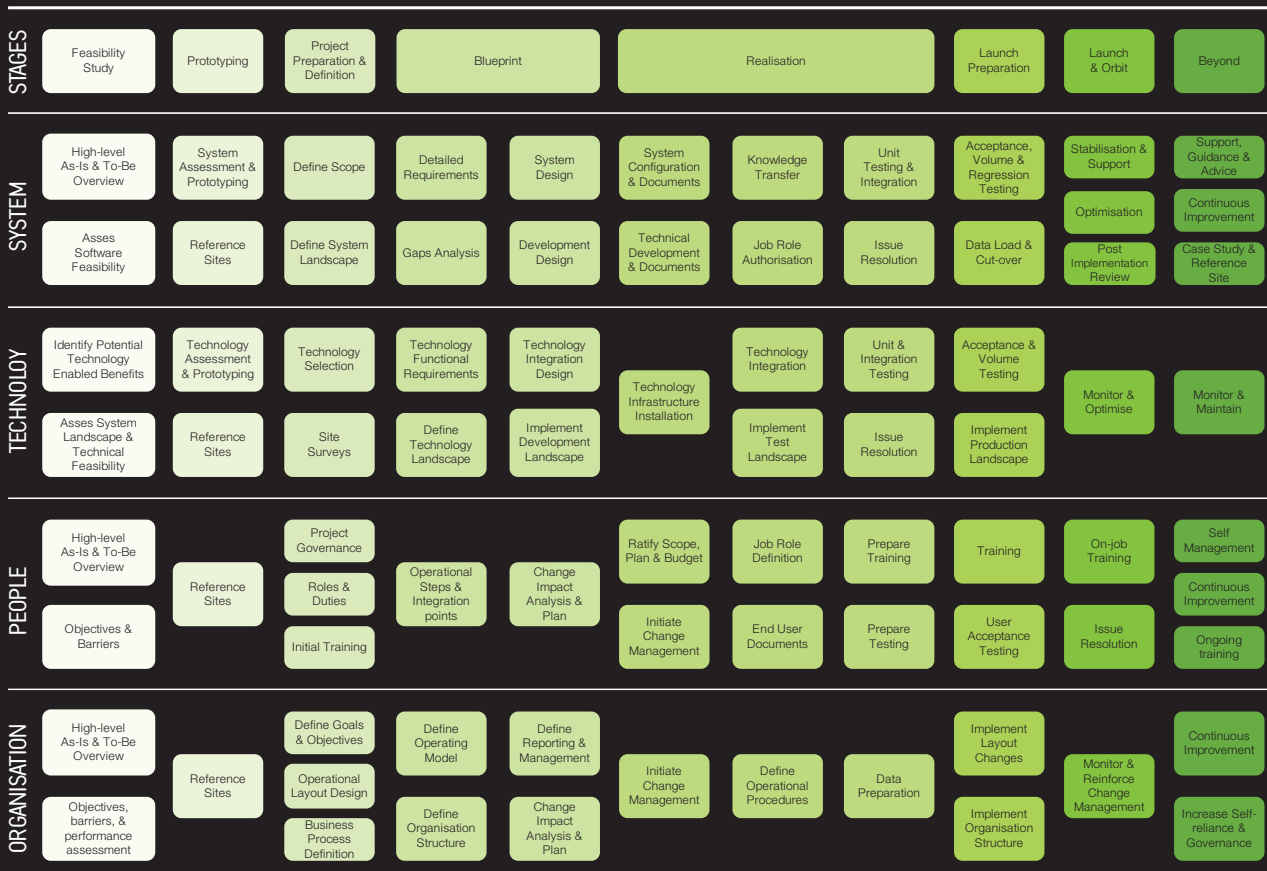 STAGES
Feasibility
Study
Prototyping
Project
Preparation &
Definition
Blueprint
Realisation
Launch
Preparation
Launch
& Orbit
Beyond
SYSTEM
High-level
As-Is & To-Be
Overview
System
Assessment &
Prototyping
Define Scope
Detailed
Requirements
System
Design
System
Configuration
& Documents
Knowledge
Transfer
Unit
Testing &
Integration
Acceptance,
Volume &
Regression
Testing
Stabilisation &
Support
Support,
Guidance &
Advice
Optimisation
Continuous
Improvement
Asses
Software
Feasibility
Reference
Sites
Define System
Landscape
Gaps Analysis
Development
Design
Technical
Development
& Documents
Job Role
Authorisation
Issue
Resolution
Data Load &
Cut-over
Post
Implementation
Review
Case Study &
Reference
Site
TECHNOLOY
Identify Potential
Technology
Enabled Benefits
Technology
Assessment
& Prototyping
Technology
Selection
Technology
Functional
Requirements
Technology
Integration
Design
Technology
Infrastructure
Installation
Technology
Integration
Unit &
Integration
Testing
Acceptance &
Volume
Testing
Monitor &
Optimise
Monitor &
Maintain
Asses System
Landscape &
Technical
Feasibility
Reference
Sites
Site
Surveys
Define
Technology
Landscape
Implement
Development
Landscape
Implement
Test
Landscape
Issue
Resolution
Implement
Production
Landscape
PEOPLE
High-level
As-Is & To-Be
Overview
Reference
Sites
Project
Governance
Roles &
Duties
Initial Training
Operational
Steps &
Integration
points
Change
Impact
Analysis &
Plan
Ratify Scope,
Plan & Budget
Job Role
Definition
Prepare
Training
Training
On-job
Training
Self
Management
Continuous
Improvement
Objectives &
Barriers
Initiate
Change
Management
End User
Documents
Prepare
Testing
User
Acceptance
Testing
Issue
Resolution
Ongoing
training
ORGANISATION
High-level
As-Is & To-Be
Overview
Reference
Sites
Define Goals
& Objectives
Operational
Layout Design
Business
Process
Definition
Define
Operating
Model
Define
Reporting &
Management
Initiate
Change
Management
Define
Operational
Procedures
Data
Preparation
Implement
Layout
Changes
Monitor &
Reinforce
Change
Management
Continuous
Improvement
Objectives,
barriers, &
performance
assessment
Define
Organisation
Structure
Change
Impact
Analysis &
Plan
Implement
Organisation
Structure
Increase Self-
reliance &
Governance